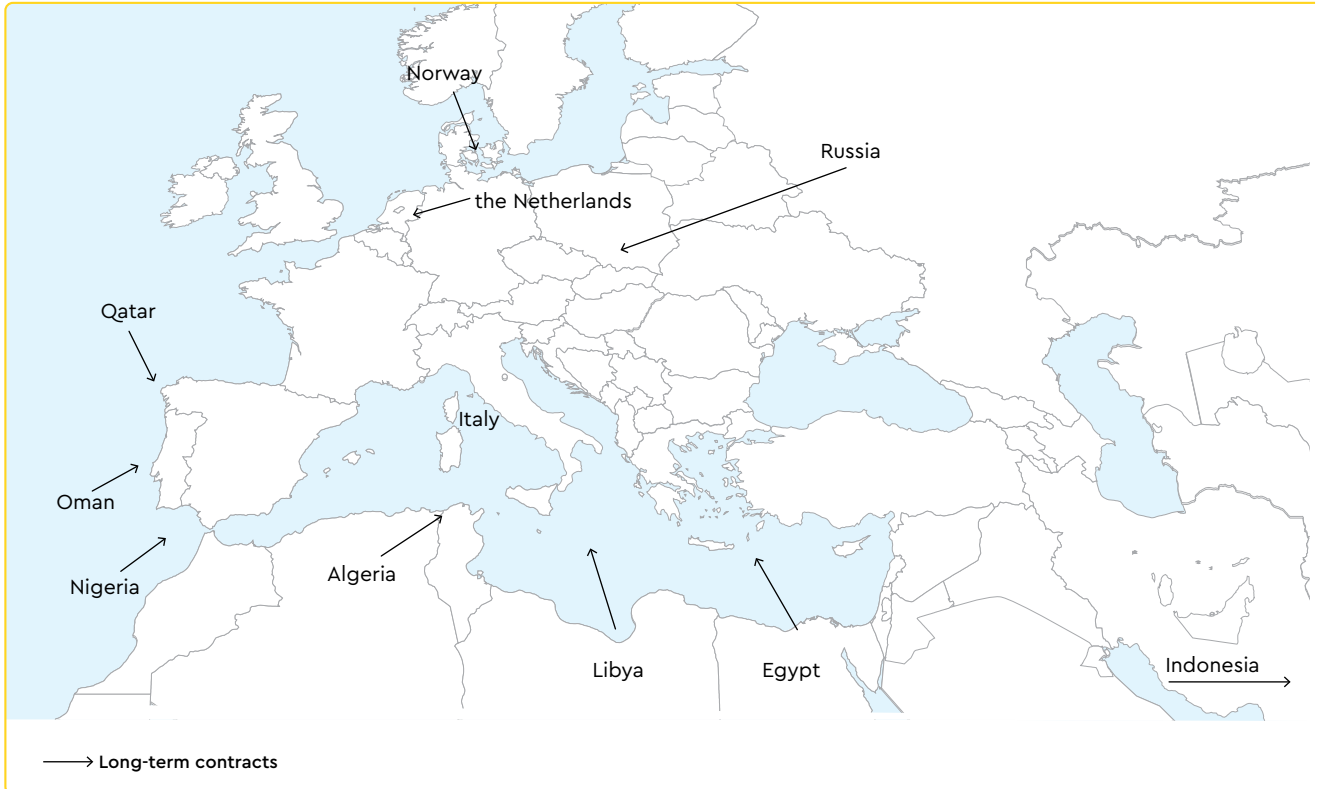 Norway
Russia
the Netherlands
Qatar
Italy
Oman
Algeria
Nigeria
Libya
Egypt
Indonesia
Long-term contracts